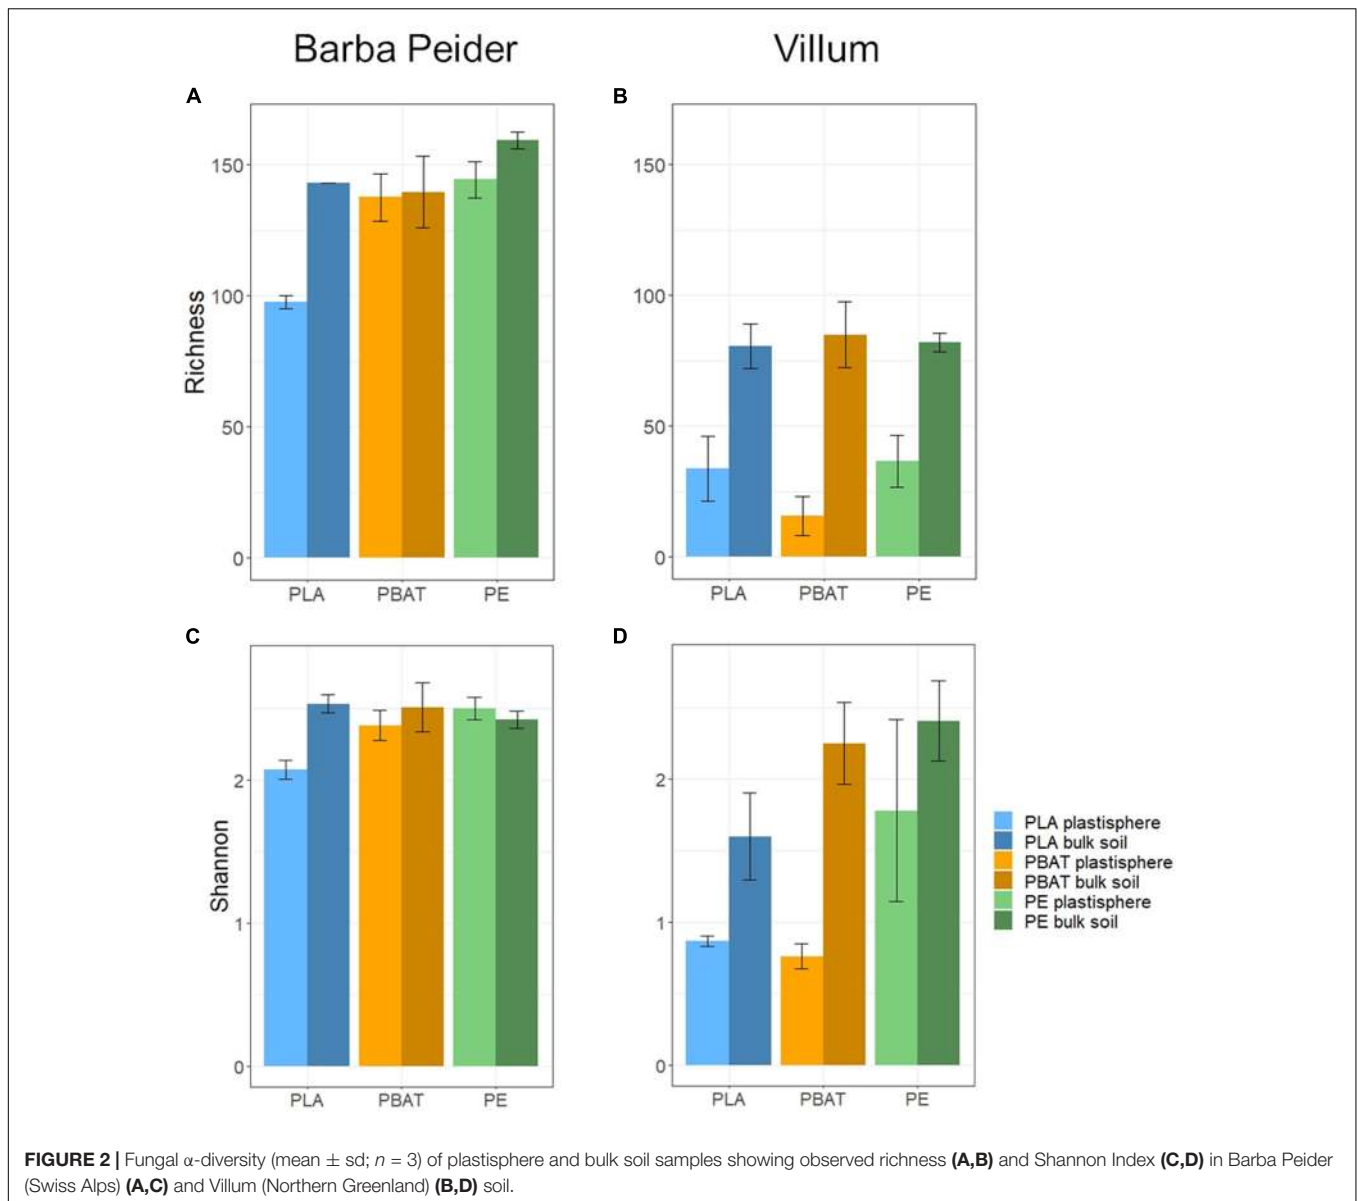 Barba Peider
Villum
A
B
Richness
150
100
50
0
PLA PBAT PE
150
100
50
0
PLA PBAT PE
C
D
Shannon
2
1
0
PLA PBAT PE
2
1
0
PLA PBAT PE
PLA plastisphere
PLA bulk soil
PBAT plastisphere
PBAT bulk soil
PE plastisphere
PE bulk soil
FIGURE 2 | Fungal α-diversity (mean ± sd; n = 3) of plastisphere and bulk soil samples showing observed richness (A,B) and Shannon Index (C,D) in Barba Peider
(Swiss Alps) (A,C) and Villum (Northern Greenland) (B,D) soil.